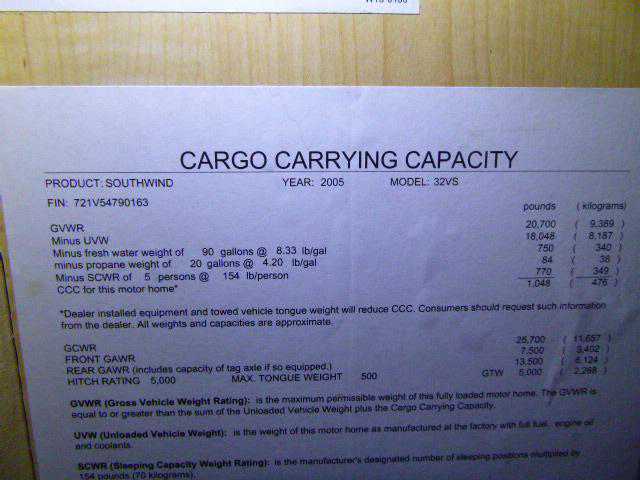 CARGO CARRYING CAPACITY
PRODUCT: SOUTHWIND YEAR: 2005 MODEL: 32VS
FIN: 721V54790163
pounds ( kilograms)
GVWR 20,700 ( 9,389 )
Minus UVW 18,048 ( 8,187 )
Minus fresh water weight of 90 gallons @ 8.33 lb/gal 750 ( 340 )
minus propane weight of 20 gallons @ 4.20 lb/gal 84 ( 38 )
Minus SCWR of 5 persons @ 154 lb/person 770 ( 349 )
CCC for this motor home* 1,048 ( 476 )
*Dealer installed equipment and towed vehicle tongue weight will reduce CCC. Consumers should request such information
from the dealer. All weights and capacities are approximate.
GCWR 25,700 ( 11,657 )
FRONT GAWR 7,500 ( 3,402 )
REAR GAWR (includes capacity of tag axle if so equipped.) 13,500 ( 6,124 )
HITCH RATING 5,000 MAX. TONGUE WEIGHT 500 GTW 5,000 ( 2,268 )
GVWR (Gross Vehicle Weight Rating): is the maximum permissible weight of this fully loaded motor home. The GVWR is
equal to or greater than the sum of the Unloaded Vehicle Weight plus the Cargo Carrying Capacity.
UVW (Unloaded Vehicle Weight): is the weight of this motor home as manufactured at the factory with full fuel, engine oil
and coolants.
SCWR (Sleeping Capacity Weight Rating): is the manufacturer's designated number of sleeping positions multiplied by
154 pounds (70 kilograms).